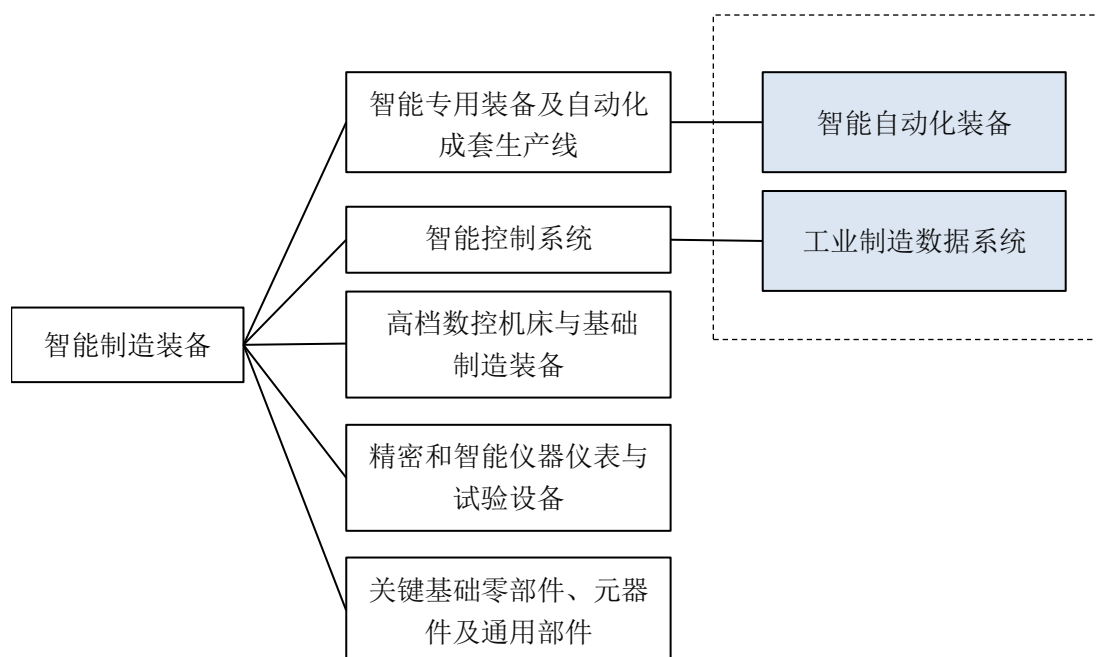 智能制造装备
智能专用装备及自动化
成套生产线
智能控制系统
高档数控机床与基础
制造装备
精密和智能仪器仪表与
试验设备
关键基础零部件、元器
件及通用部件
智能自动化装备
工业制造数据系统